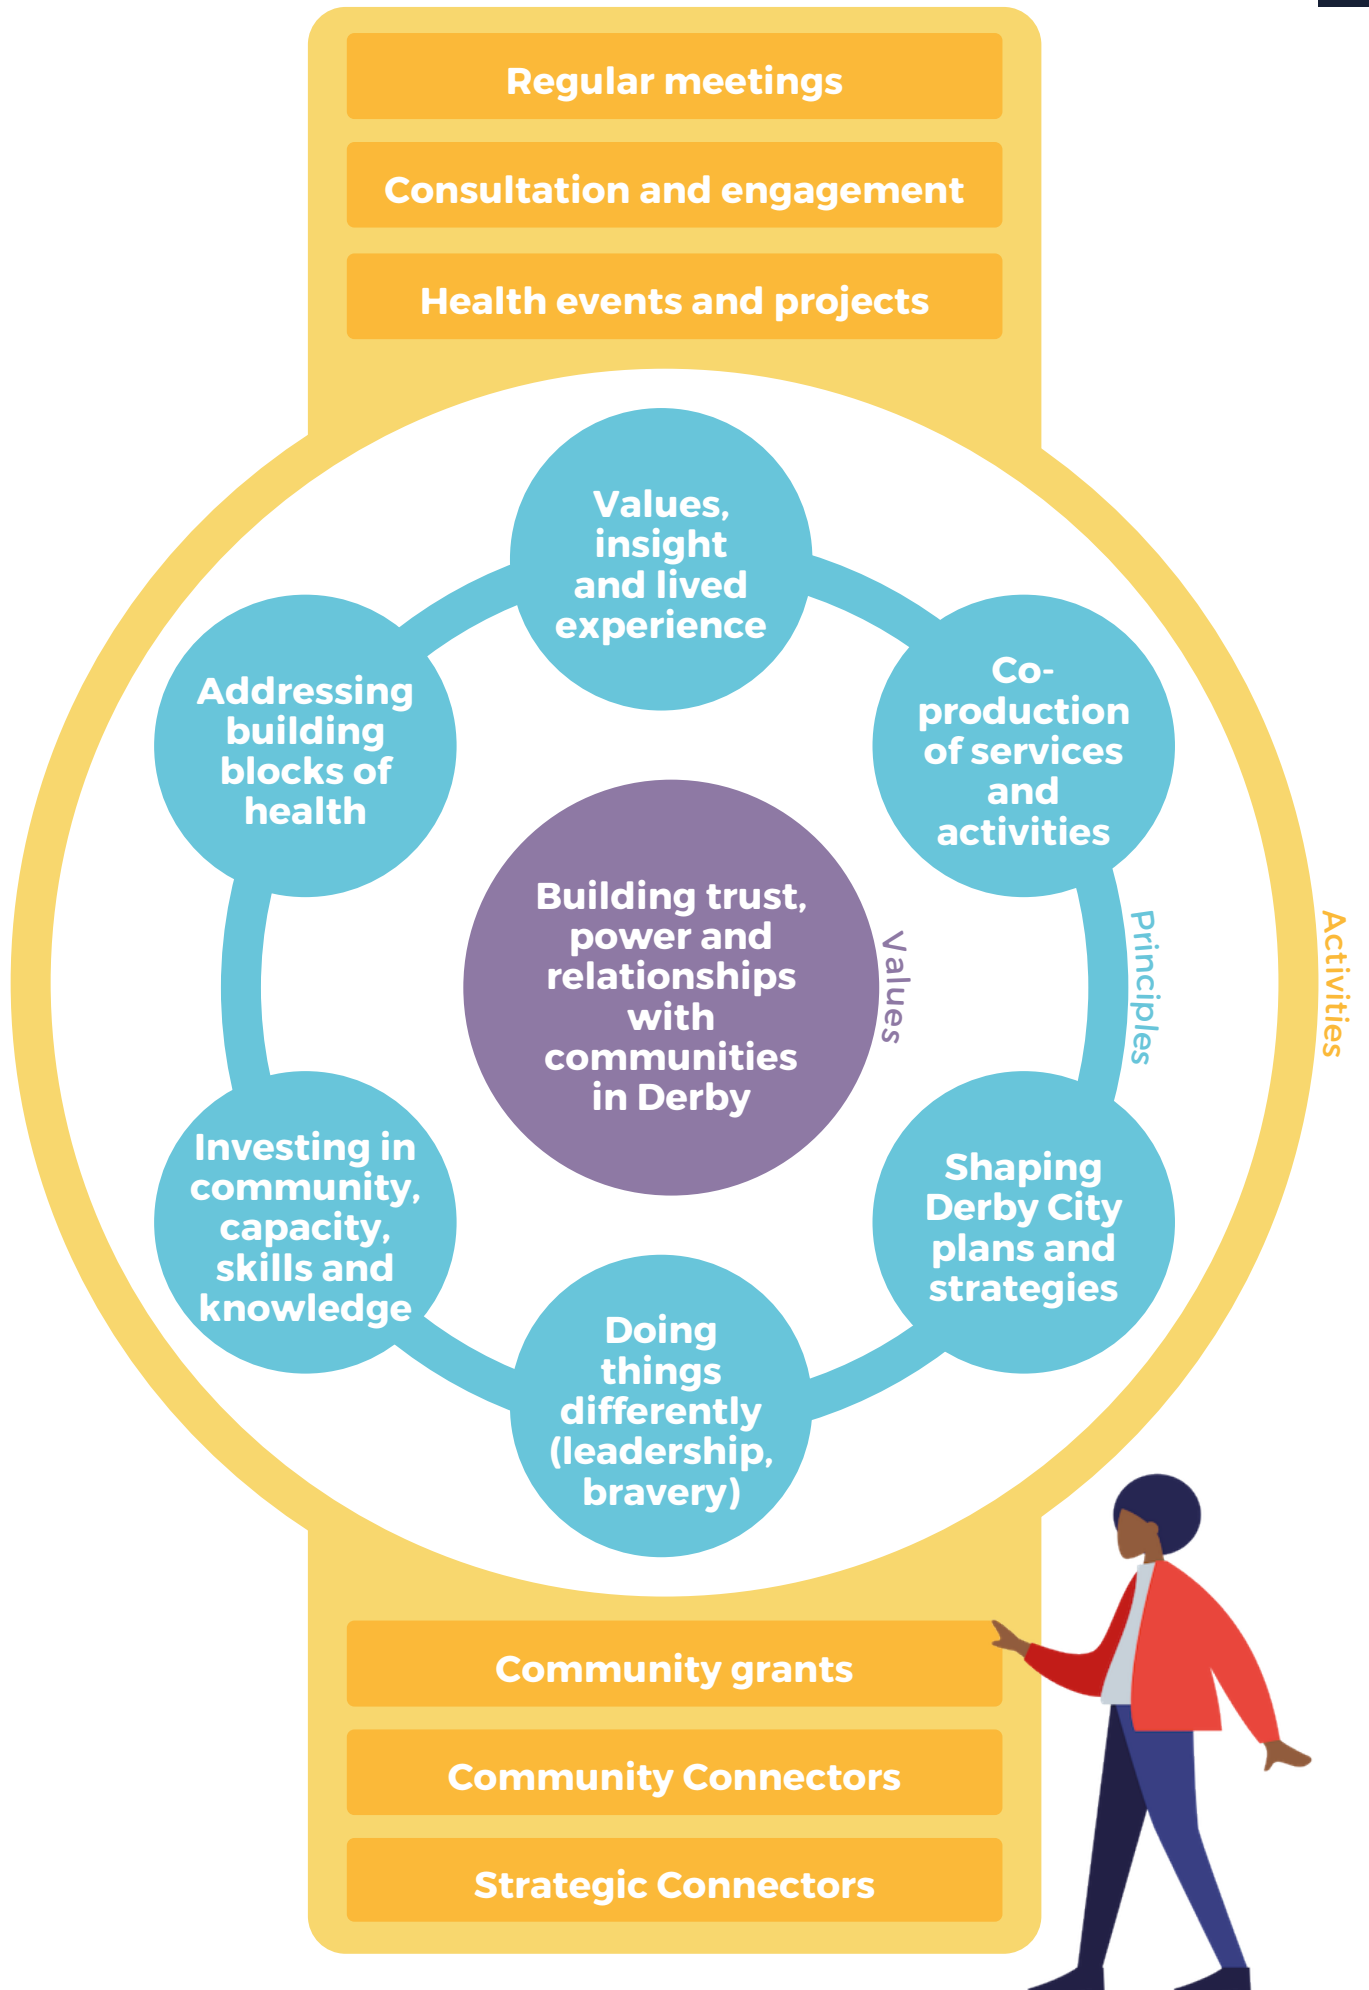 Regular meetings
Consultation and engagement
Health events and projects
Values,
insight
and lived
experience
Co-
production
of services
and
activities
Addressing
building
blocks of
health
Building trust,
power and
relationships
with
communities
in Derby
Values
Principles
Activities
Investing in
community,
capacity,
skills and
knowledge
Shaping
Derby City
plans and
strategies
Doing
things
differently
(leadership,
bravery)
Community grants
Community Connectors
Strategic Connectors